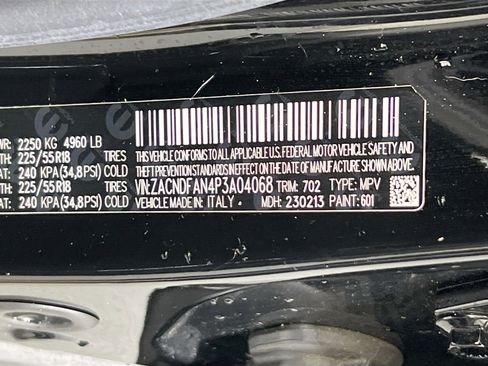 WR: 2250 KG 4960 LB
TH 225/55R18 TIRES
AT: 240 KPA (34,8PSI) COLD
TH 225/55R18 TIRES
AT: 240 KPA (34,8PSI) COLD
THIS VEHICLE CONFORMS TO ALL APPLICABLE U.S. FEDERAL MOTOR VEHICLE SAFETY AND
THEFT PREVENTION STANDARDS IN EFFECT ON THE DATE OF MANUFACTURE SHOWN ABOVE.
VIN: ZACNDFAN4P3A04068 TRIM: 702 TYPE: MPV
VEHICLE MADE IN: ITALY. MDH: 230213 PAINT: 601